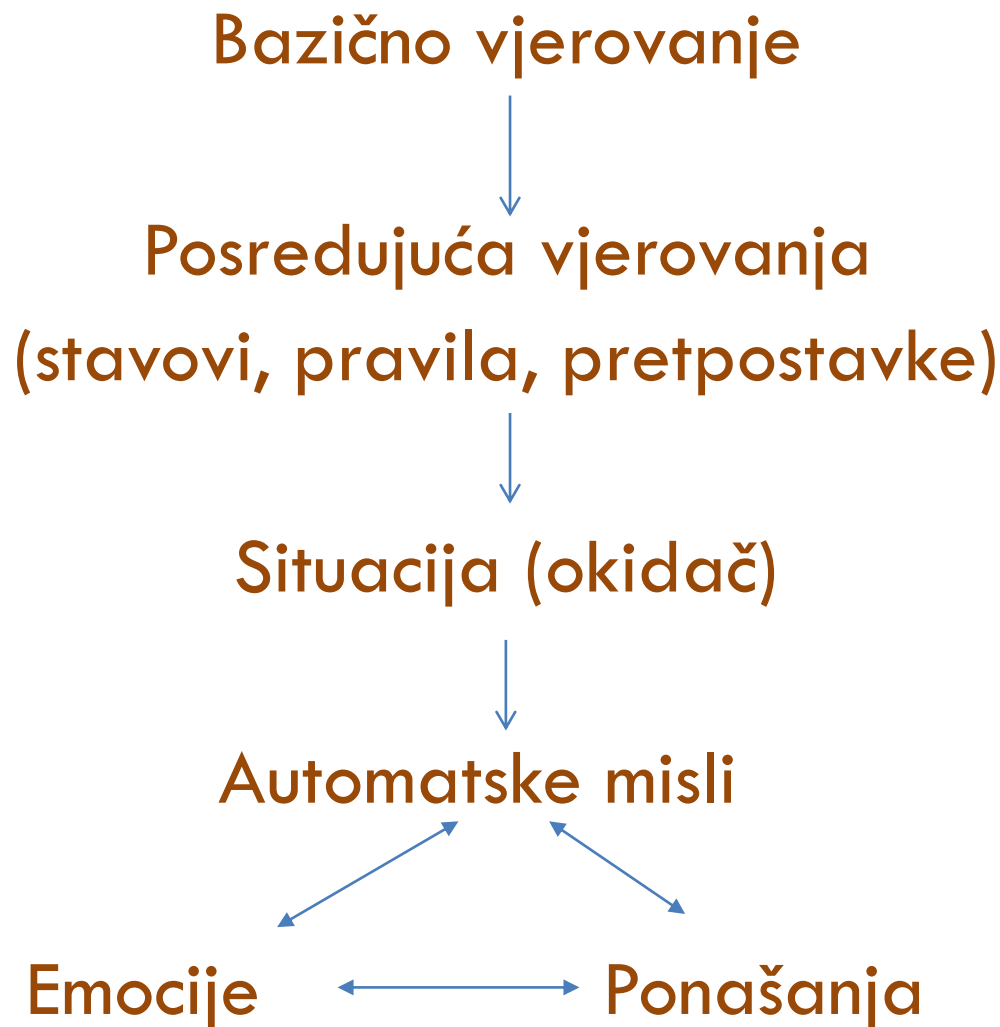 Bazično vjerovanje
Posredujuća vjerovanja
(stavovi, pravila, pretpostavke)
Situacija (okidač)
Automatske misli
Emocije
Ponašanja